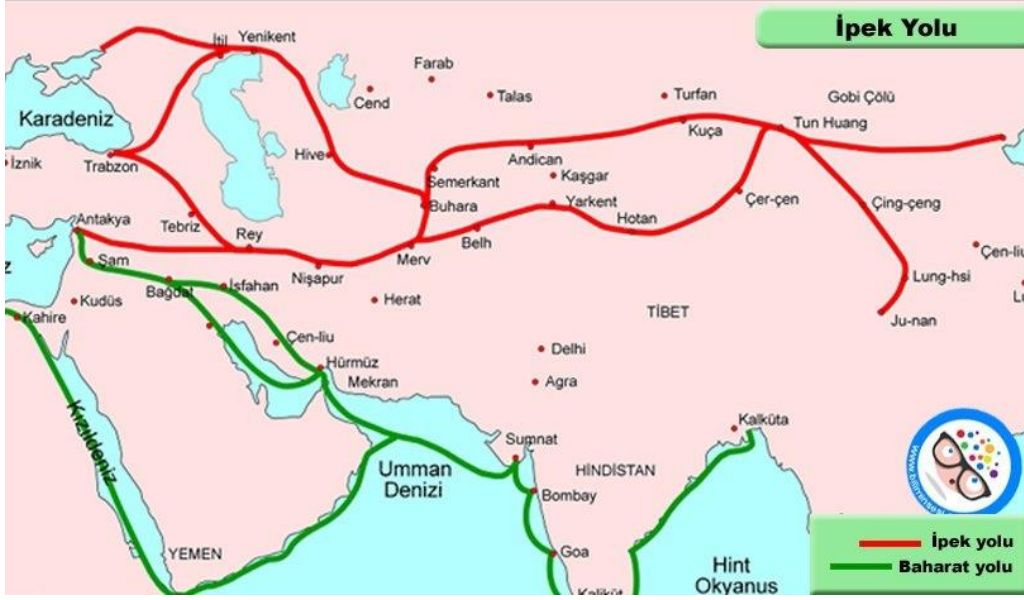 İpek Yolu
İtil
Yenikent
Farab
Cend
Talas
Turfan
Gobi Çölü
Karadeniz
Tun Huang
Kuça
İznik
Trabzon
Hive
Andican
Semerkant
Kaşgar
Buhara
Yarkent
Çer-çen
Çing-çeng
Antakya
Tebriz
Rey
Hotan
Belh
Merv
Çen-liu
Şam
Nişapur
Lung-hsi
Bağdat
İsfahan
Kudüs
Herat
TİBET
Kahire
Ju-nan
Çen-liu
Delhi
Hürmüz
Mekran
Agra
Kızıldeniz
Kalküta
Sumnat
Umman
Denizi
HİNDİSTAN
Bombay
YEMEN
Goa
Hint
Okyanus
Kaliküt
İpek yolu
Baharat yolu